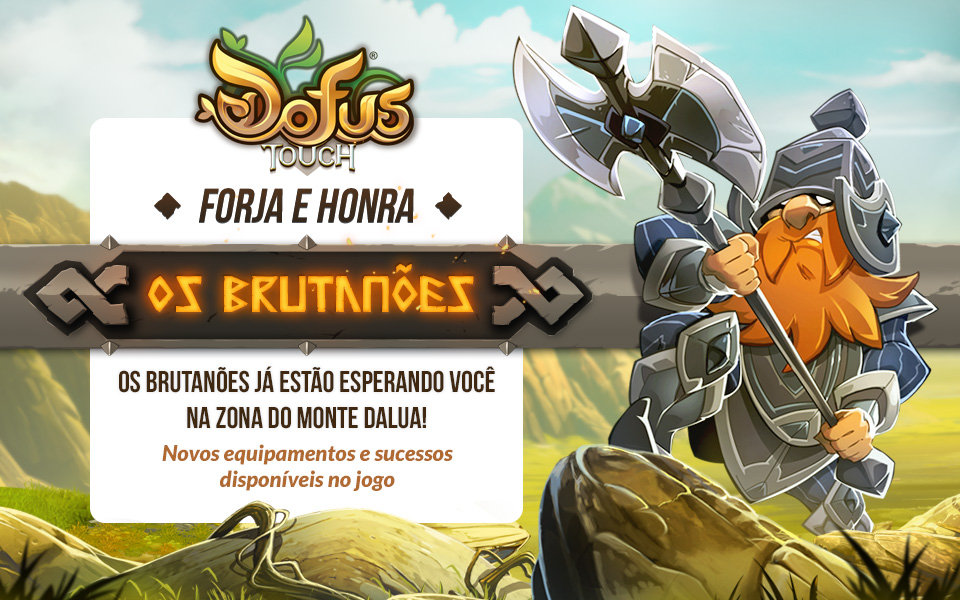 DOFUS®
TOUCH
FORJA E HONRA
OS BRUTANÕES
OS BRUTANÕES JÁ ESTÃO ESPERANDO VOCÊ
NA ZONA DO MONTE DALUA!
Novos equipamentos e sucessos
disponíveis no jogo